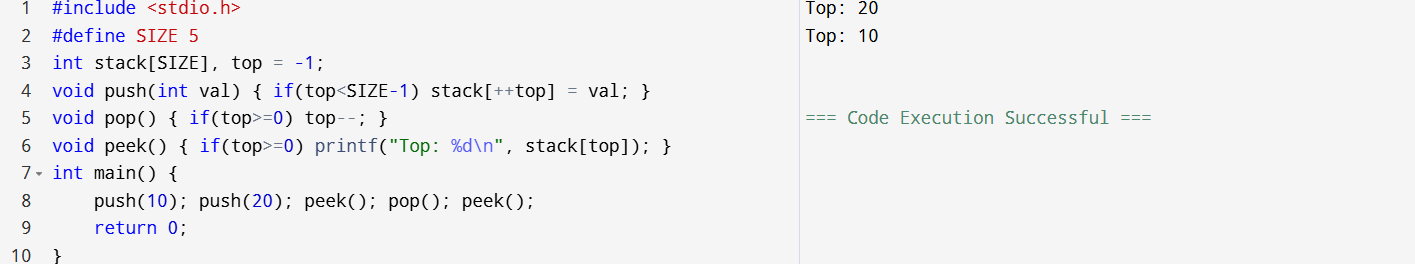 1 #include <stdio.h>
2 #define SIZE 5
3 int stack[SIZE], top = -1;
4 void push(int val) { if(top<SIZE-1) stack[++top] = val; }
5 void pop() { if(top>=0) top--; }
6 void peek() { if(top>=0) printf("Top: %d\n", stack[top]); }
7 int main() {
8     push(10); push(20); peek(); pop(); peek();
9     return 0;
10 }
Top: 20
Top: 10
=== Code Execution Successful ===